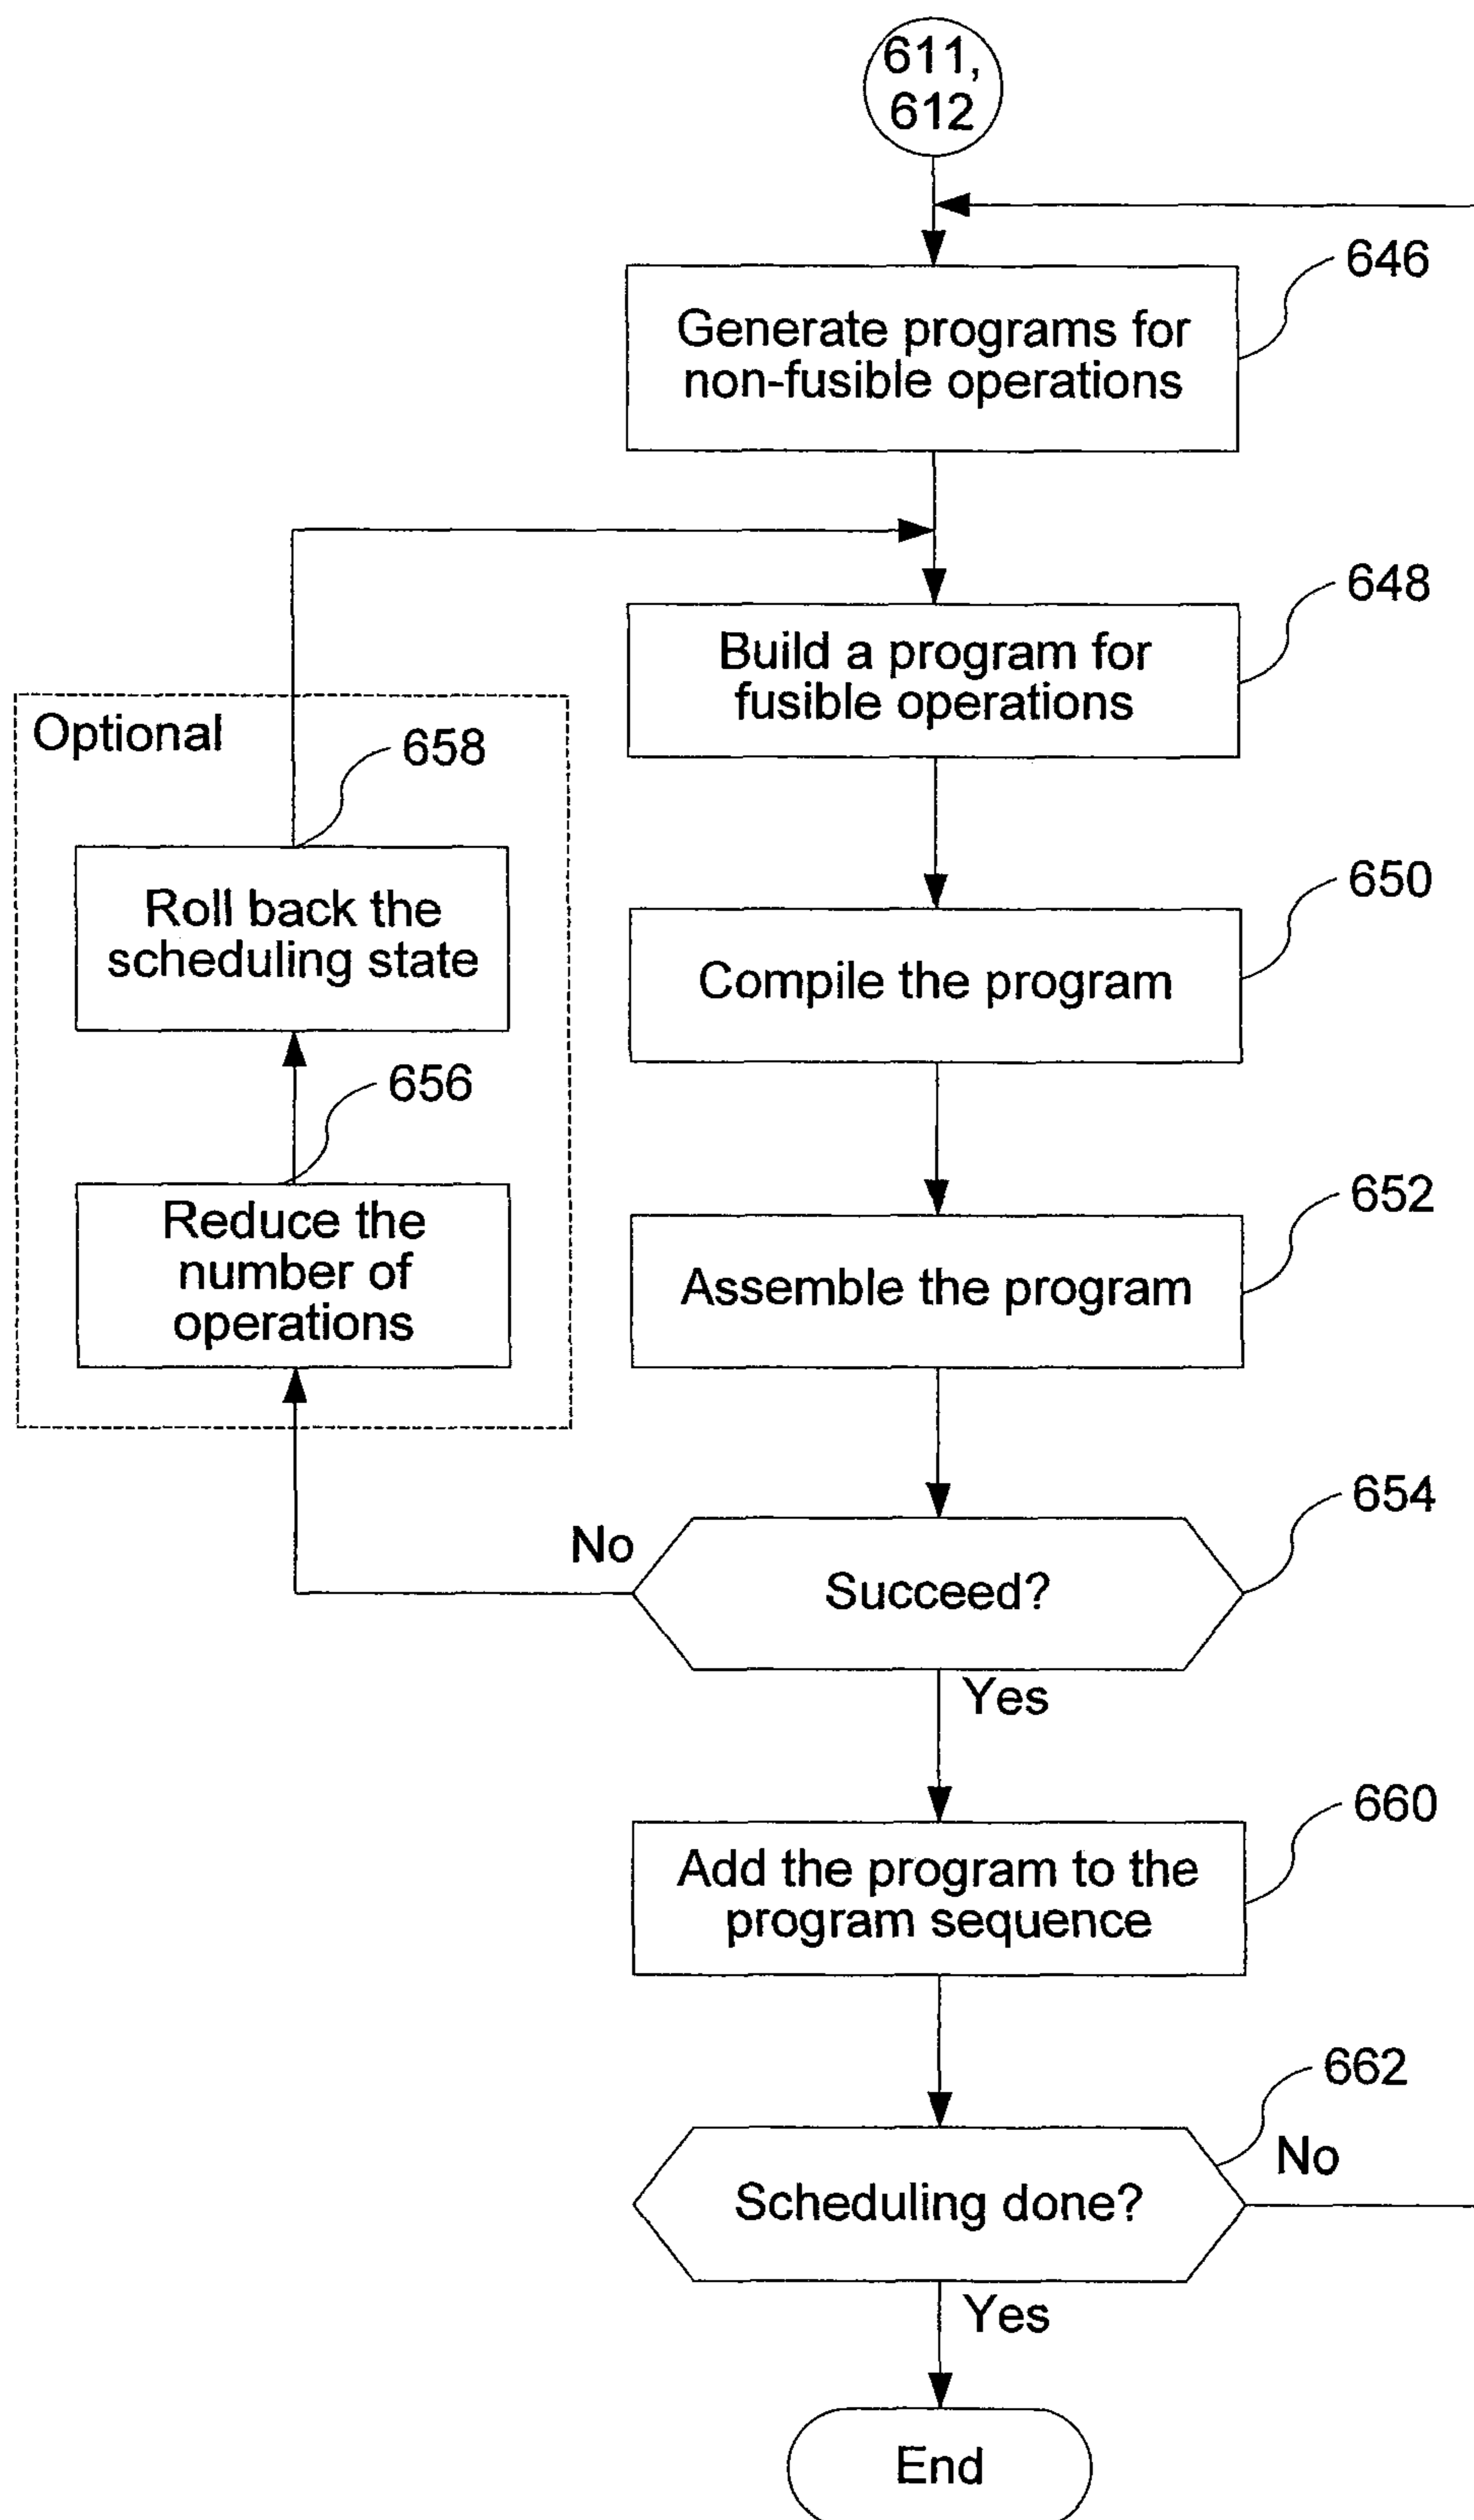 611,
612
646
Generate programs for
non-fusible operations
648
Build a program for
fusible operations
Optional
658
Roll back the
scheduling state
650
Compile the program
656
Reduce the
number of
operations
652
Assemble the program
654
No
Succeed?
Yes
660
Add the program to the
program sequence
662
No
Scheduling done?
Yes
End